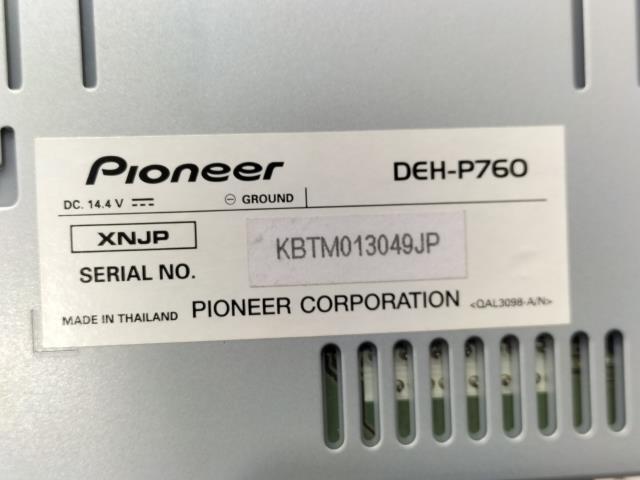 Pioneer DEH-P760
DC. 14.4 V ⎓ ⊖ GROUND
XNJP
SERIAL NO. KBTM013049JP
MADE IN THAILAND PIONEER CORPORATION <QAL3098-A/N>